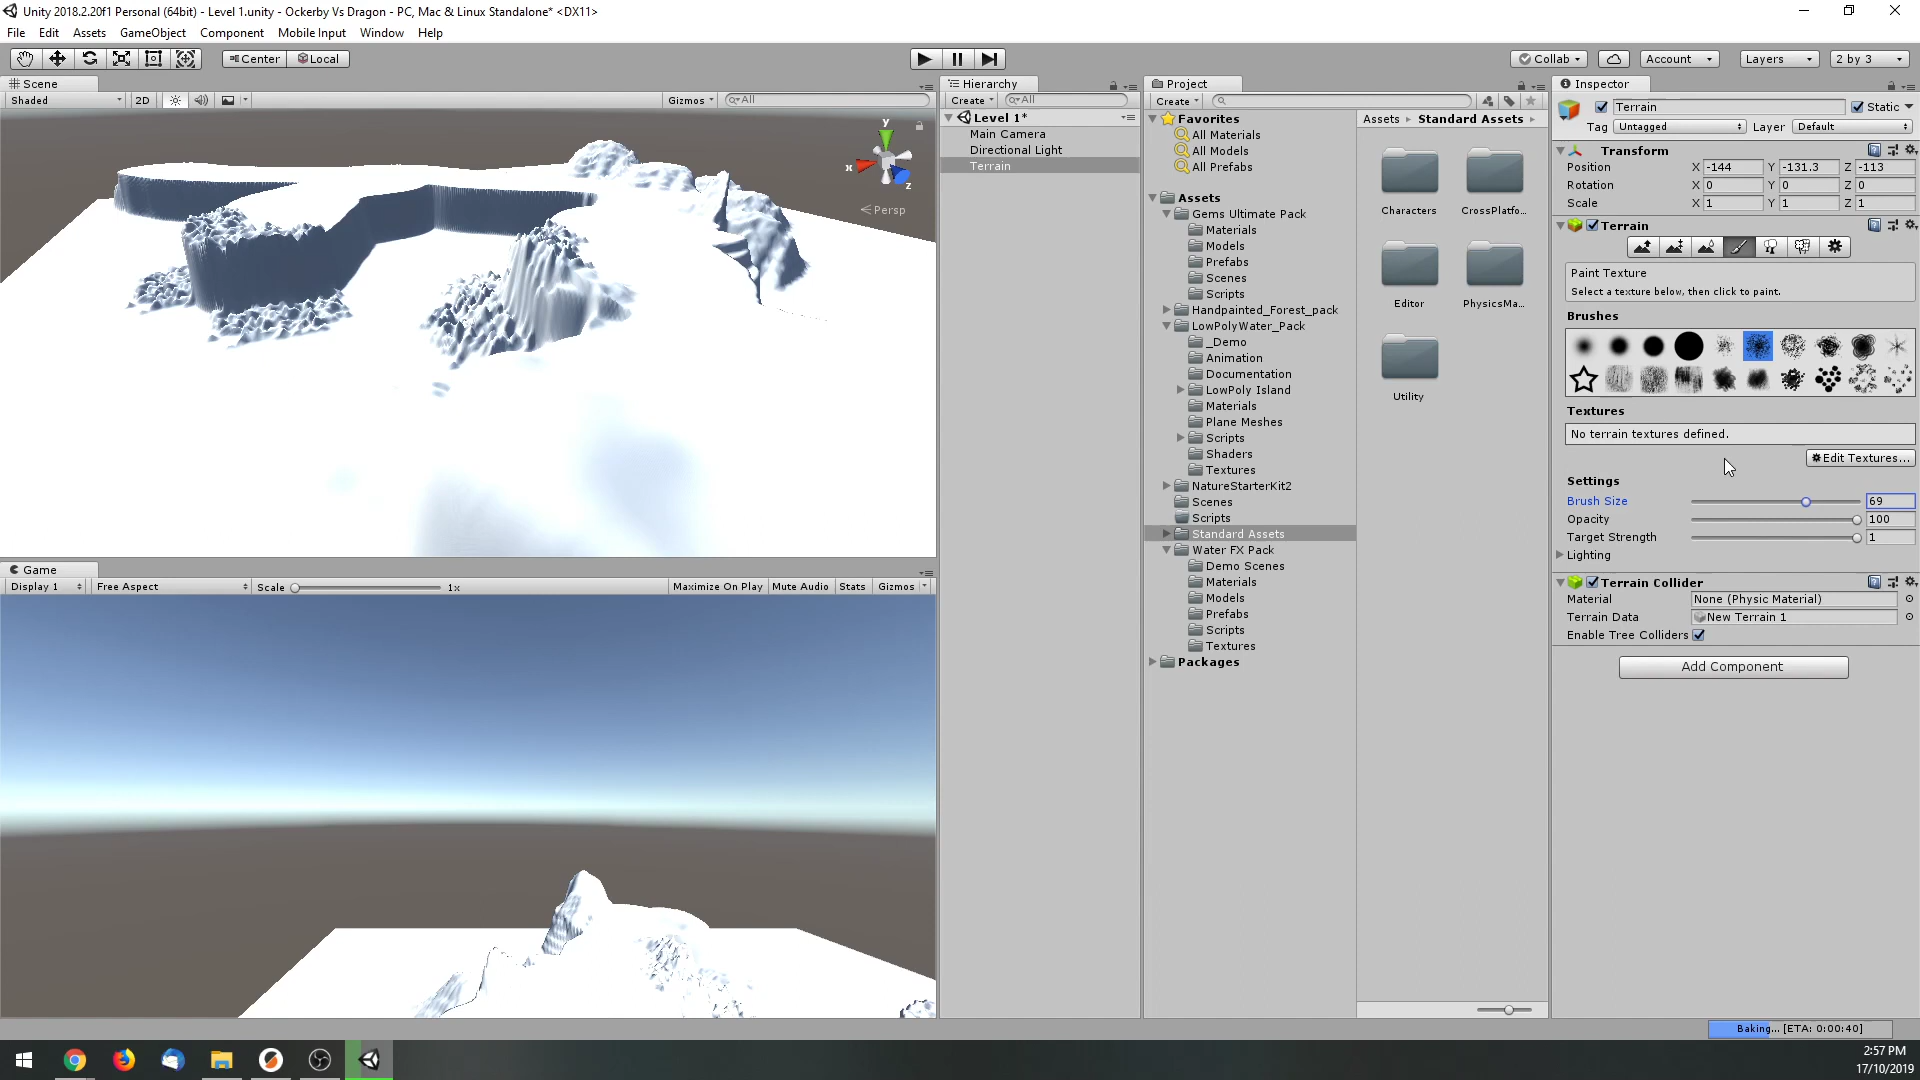 Unity 2018.2.20f1 Personal (64bit) - Level 1.unity - Ockerby Vs Dragon - PC, Mac & Linux Standalone* <DX11>
File Edit Assets GameObject Component Mobile Input Window Help
Center Local Collab Account Layers 2 by 3
Scene
Shaded 2D Gizmos All
y
x
z
Persp
Game
Display 1 Free Aspect Scale 1x Maximize On Play Mute Audio Stats Gizmos
Hierarchy
Create All
Level 1*
Main Camera
Directional Light
Terrain
Project
Create
Favorites
All Materials
All Models
All Prefabs
Assets
Gems Ultimate Pack
Materials
Models
Prefabs
Scenes
Scripts
Handpainted_Forest_pack
LowPolyWater_Pack
_Demo
Animation
Documentation
LowPoly Island
Materials
Plane Meshes
Scripts
Shaders
Textures
NatureStarterKit2
Scenes
Scripts
Standard Assets
Water FX Pack
Demo Scenes
Materials
Models
Prefabs
Scripts
Textures
Packages
Assets Standard Assets
Characters CrossPlatfo...
Editor PhysicsMa...
Utility
Inspector
Terrain Static
Tag Untagged Layer Default
Transform
Position X -144 Y -131.3 Z -113
Rotation X 0 Y 0 Z 0
Scale X 1 Y 1 Z 1
Terrain
Paint Texture
Select a texture below, then click to paint.
Brushes
Textures
No terrain textures defined.
Edit Textures...
Settings
Brush Size 69
Opacity 100
Target Strength 1
Lighting
Terrain Collider
Material None (Physic Material)
Terrain Data New Terrain 1
Enable Tree Colliders
Add Component
Baking... [ETA: 0:00:40]
2:57 PM
17/10/2019